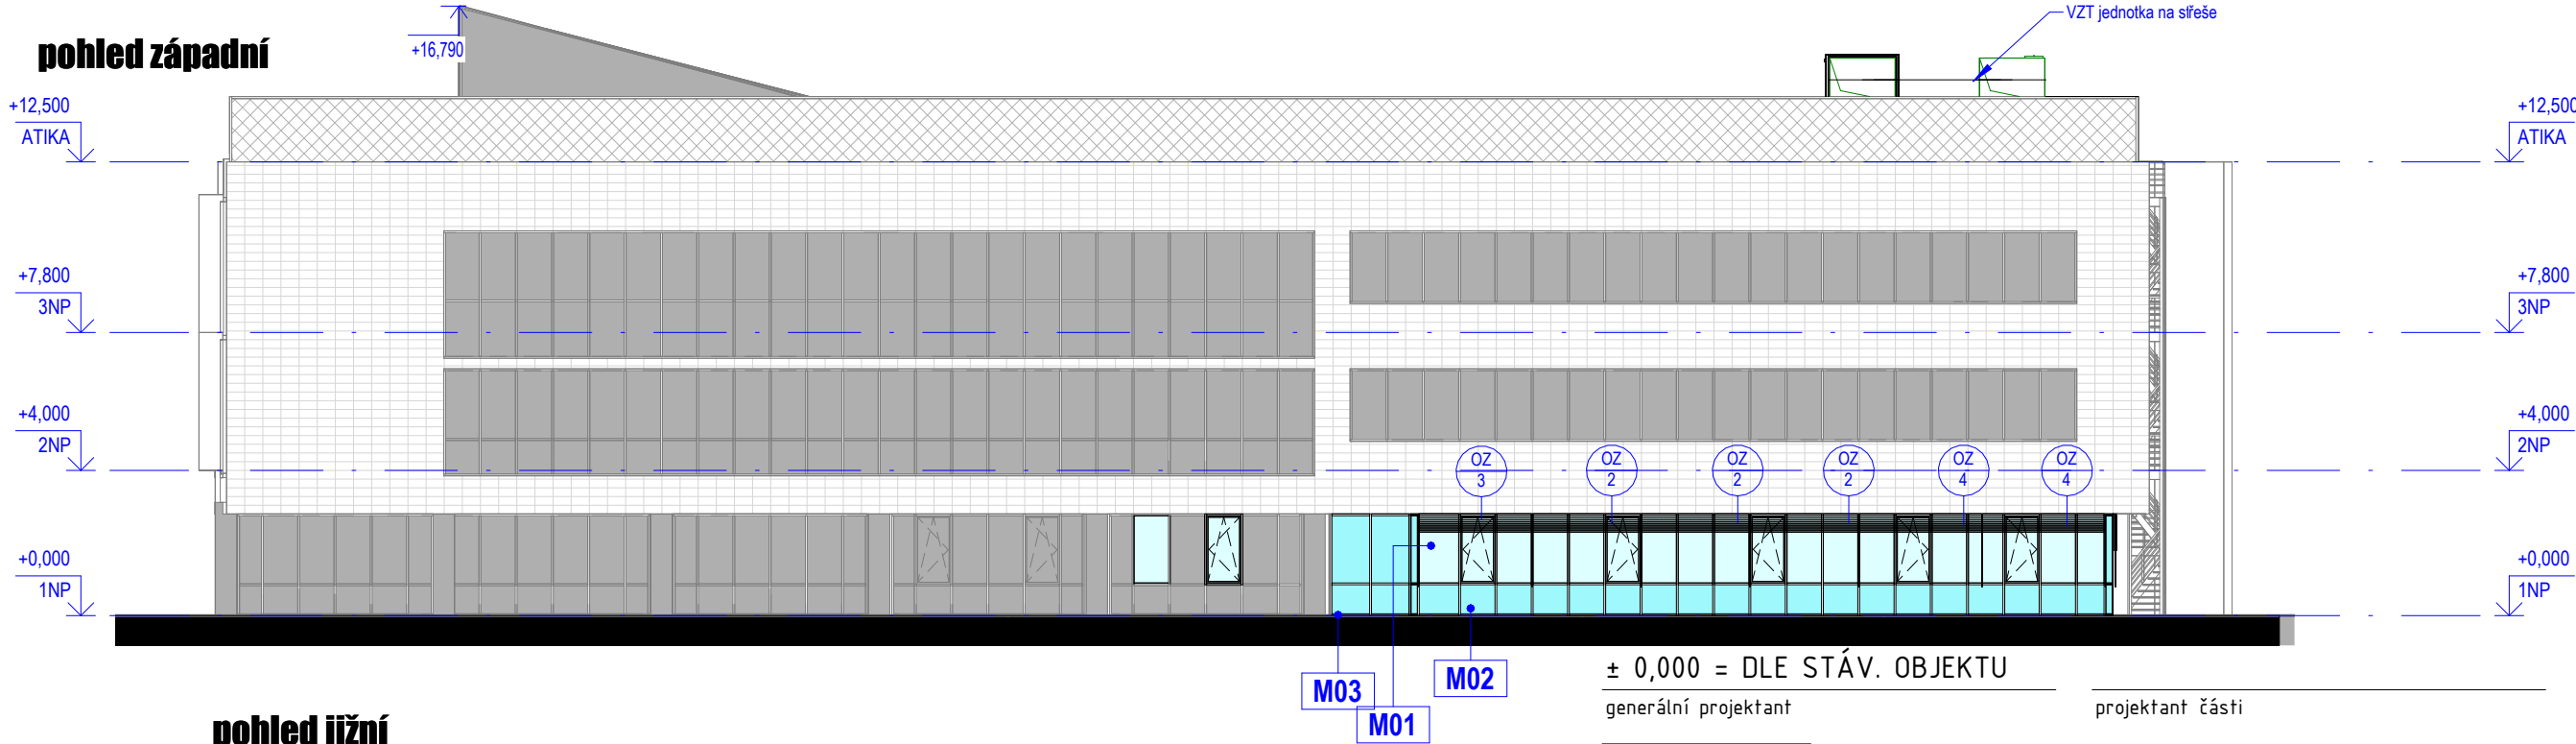 VZT jednotka na střeše
pohled západní
+16,790
+12,500
ATIKA
+12,500
ATIKA
+7,800
3NP
+7,800
3NP
+4,000
2NP
+4,000
2NP
OZ
3
OZ
2
OZ
2
OZ
2
OZ
4
OZ
4
+0,000
1NP
+0,000
1NP
M03
M02
M01
± 0,000 = DLE STÁV. OBJEKTU
generální projektant
projektant části
pohled jižní